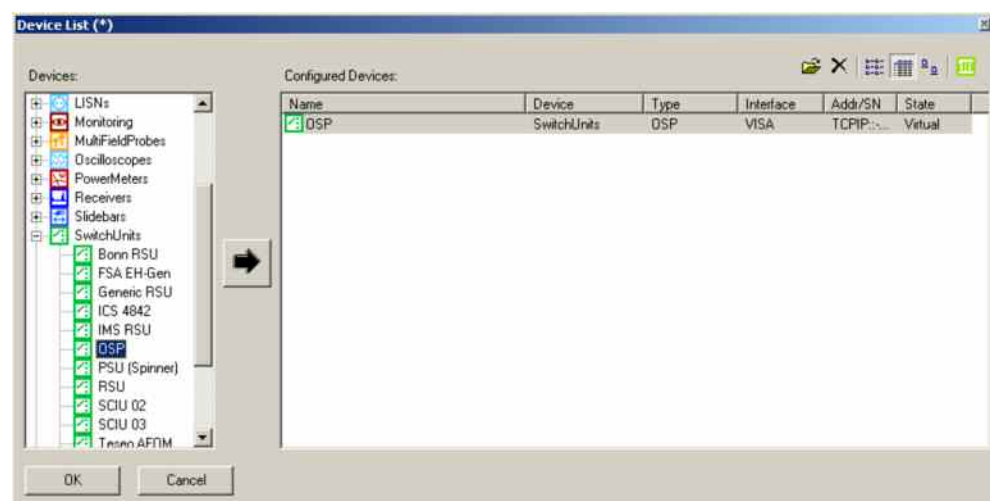 Device List (*)
Devices:
Configured Devices:
LISNs
Monitoring
MultiFieldProbes
Oscilloscopes
PowerMeters
Receivers
Slidebars
SwitchUnits
Bonn RSU
FSA EH-Gen
Generic RSU
ICS 4842
IMS RSU
OSP
PSU (Spinner)
RSU
SCIU 02
SCIU 03
Teseo
Name Device Type Interface Addr/SN State
OSP SwitchUnits OSP VISA TCPIP::-... Virtual
OK Cancel